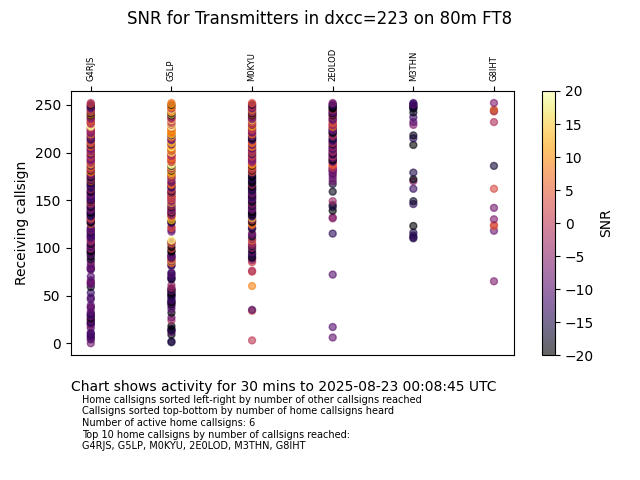 SNR for Transmitters in dxcc=223 on 80m FT8
G4RJS G5LP M0KYU 2E0LOD M3THN G8IHT
250
200
150
100
50
0
Receiving callsign
20
15
10
5
0
−5
−10
−15
−20
SNR
Chart shows activity for 30 mins to 2025-08-23 00:08:45 UTC
Home callsigns sorted left-right by number of other callsigns reached
Callsigns sorted top-bottom by number of home callsigns heard
Number of active home callsigns: 6
Top 10 home callsigns by number of callsigns reached:
G4RJS, G5LP, M0KYU, 2E0LOD, M3THN, G8IHT